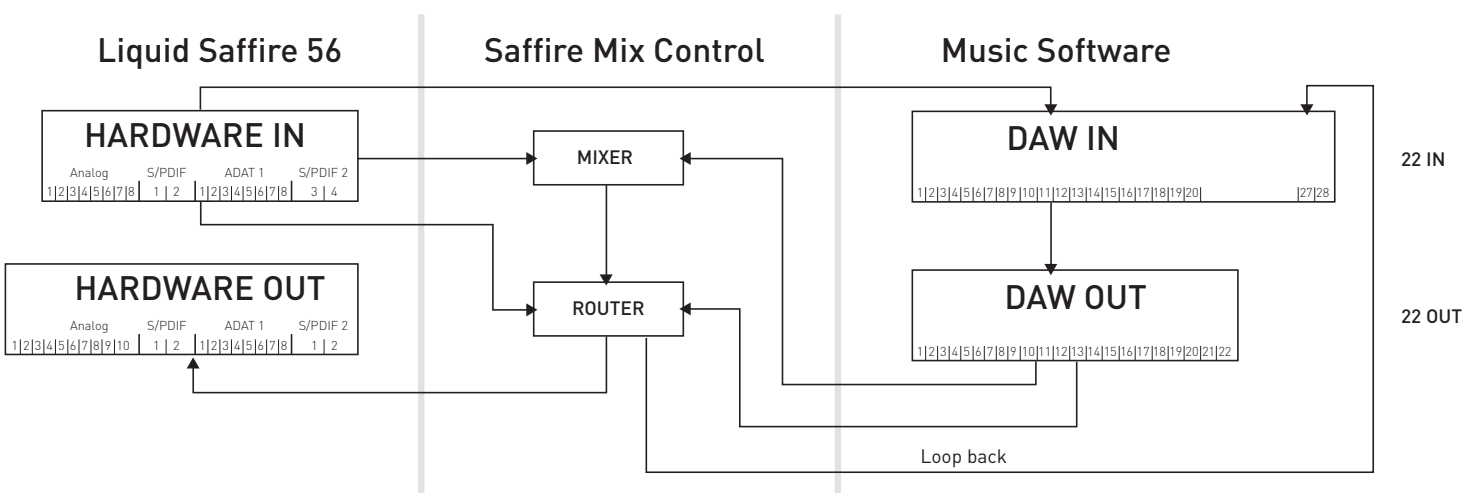 Liquid Saffire 56
Saffire Mix Control
Music Software
HARDWARE IN
Analog S/PDIF ADAT 1 S/PDIF 2
1|2|3|4|5|6|7|8| 1 | 2 |1|2|3|4|5|6|7|8| 3 | 4
MIXER
DAW IN
1|2|3|4|5|6|7|8|9|10|11|12|13|14|15|16|17|18|19|20| |27|28
22 IN
HARDWARE OUT
Analog S/PDIF ADAT 1 S/PDIF 2
1|2|3|4|5|6|7|8|9|10 | 1 | 2 |1|2|3|4|5|6|7|8| 1 | 2
ROUTER
DAW OUT
1|2|3|4|5|6|7|8|9|10|11|12|13|14|15|16|17|18|19|20|21|22
22 OUT
Loop back